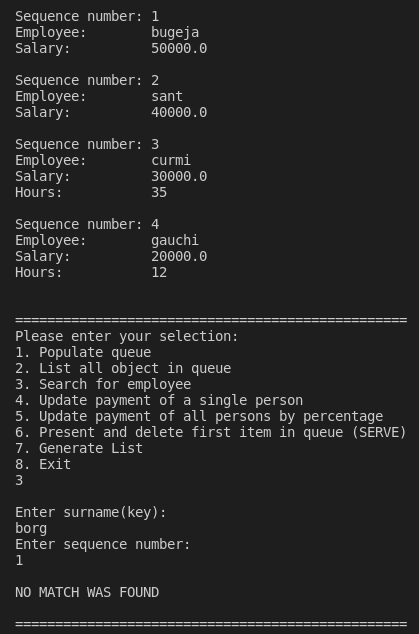 Sequence number: 1
Employee:        bugeja
Salary:          50000.0
Sequence number: 2
Employee:        sant
Salary:          40000.0
Sequence number: 3
Employee:        curmi
Salary:          30000.0
Hours:           35
Sequence number: 4
Employee:        gauchi
Salary:          20000.0
Hours:           12
=================================================
Please enter your selection:
1. Populate queue
2. List all object in queue
3. Search for employee
4. Update payment of a single person
5. Update payment of all persons by percentage
6. Present and delete first item in queue (SERVE)
7. Generate List
8. Exit
3
Enter surname(key):
borg
Enter sequence number:
1
NO MATCH WAS FOUND
=================================================